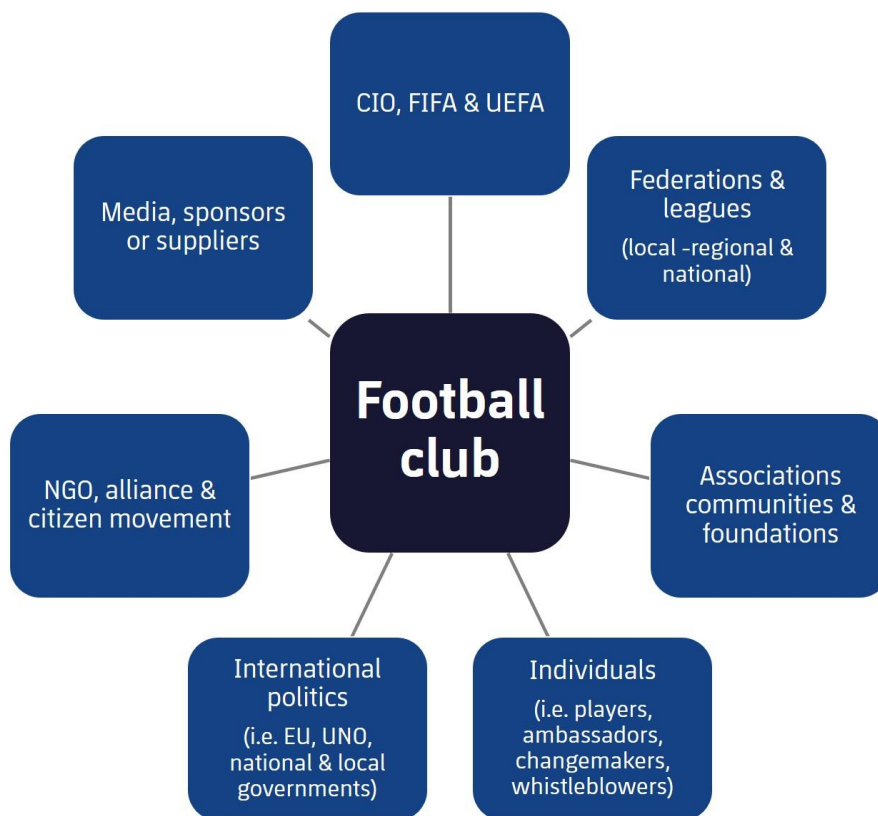 CIO, FIFA & UEFA
Federations &
leagues
(local -regional &
national)
Media, sponsors
or suppliers
Football
club
Associations
communities &
foundations
NGO, alliance &
citizen movement
International
politics
(i.e. EU, UNO,
national & local
governments)
Individuals
(i.e. players,
ambassadors,
changemakers,
whistleblowers)